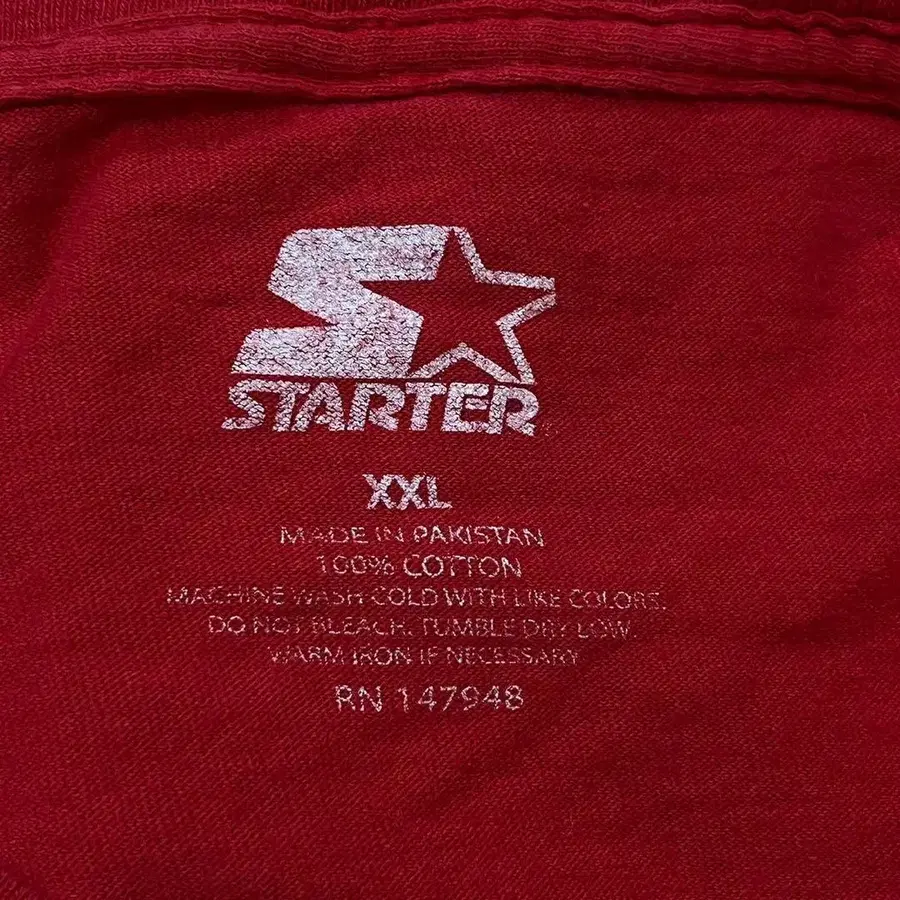 STARTER
XXL
MADE IN PAKISTAN
100% COTTON
MACHINE WASH COLD WITH LIKE COLORS.
DO NOT BLEACH. TUMBLE DRY LOW.
WARM IRON IF NECESSARY
RN 147948